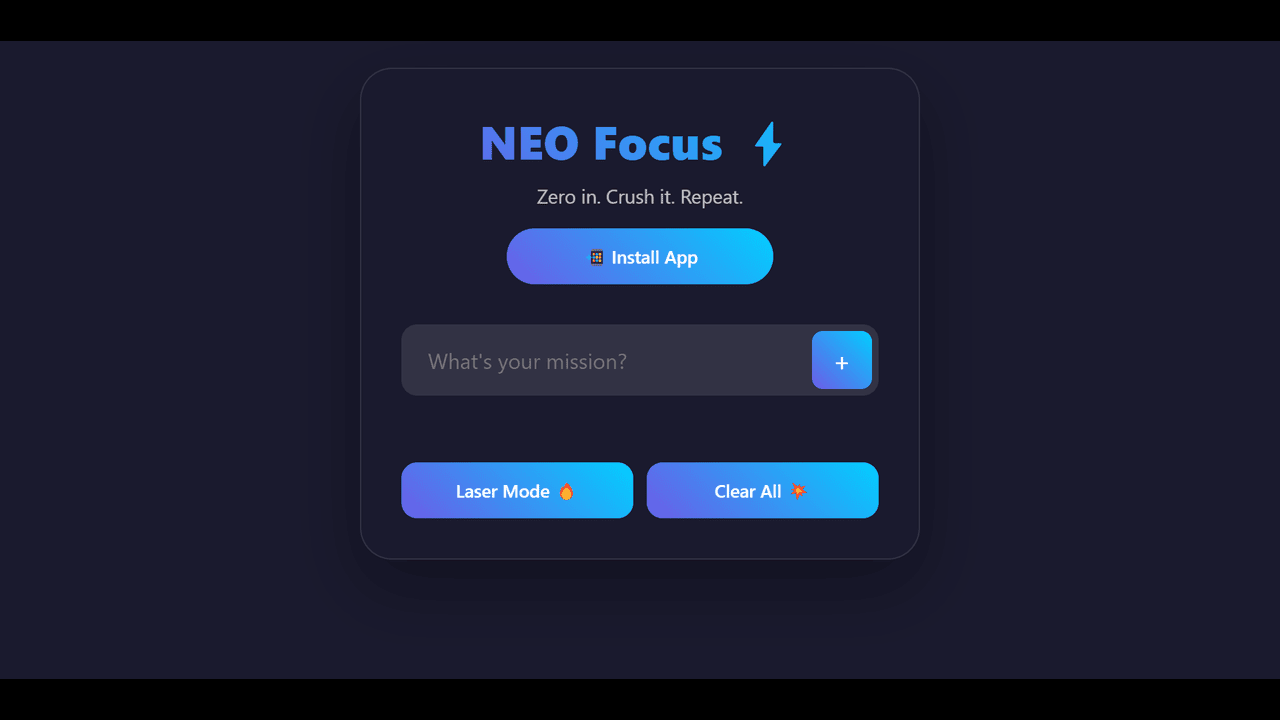 NEO Focus ⚡
Zero in. Crush it. Repeat.
📱 Install App
What's your mission?
+
Laser Mode 🔥
Clear All 💥